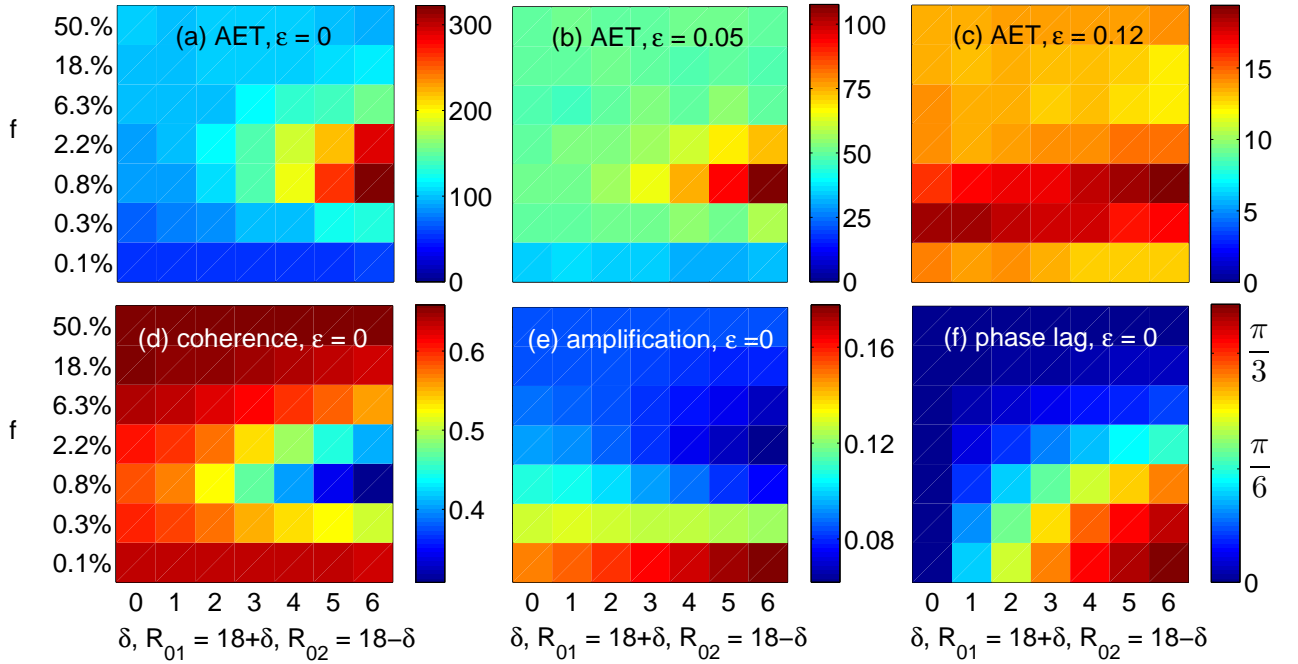 (a) AET, ε = 0
(b) AET, ε = 0.05
(c) AET, ε = 0.12
f
50.%
18.%
6.3%
2.2%
0.8%
0.3%
0.1%
300
200
100
0
100
75
50
25
0
15
10
5
0
(d) coherence, ε = 0
(e) amplification, ε =0
(f) phase lag, ε = 0
f
50.%
18.%
6.3%
2.2%
0.8%
0.3%
0.1%
0.6
0.5
0.4
0.16
0.12
0.08
π/3
π/6
0
0 1 2 3 4 5 6
0 1 2 3 4 5 6
0 1 2 3 4 5 6
δ, R₀₁ = 18+δ, R₀₂ = 18−δ
δ, R₀₁ = 18+δ, R₀₂ = 18−δ
δ, R₀₁ = 18+δ, R₀₂ = 18−δ